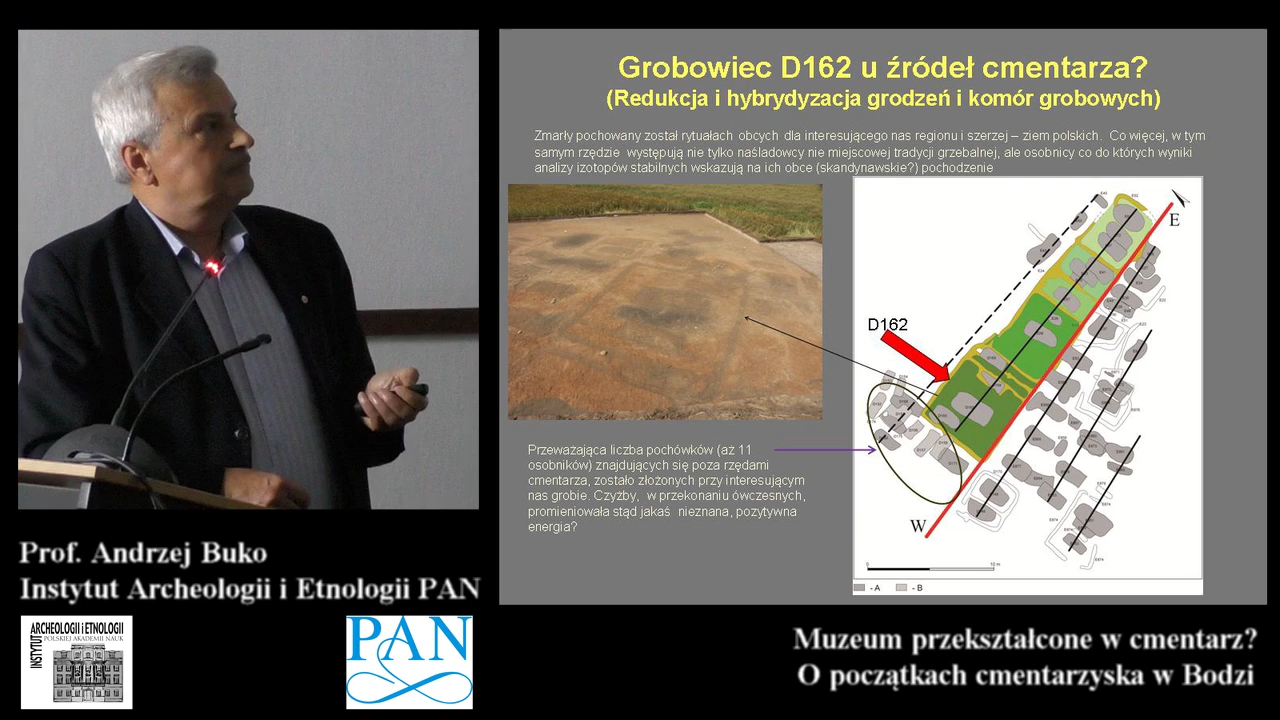 Grobowiec D162 u źródeł cmentarza?
(Redukcja i hybrydyzacja grodzeń i komór grobowych)
Zmarły pochowany został rytuałach obcych dla interesującego nas regionu i szerzej – ziem polskich. Co więcej, w tym
samym rzędzie występują nie tylko naśladowcy nie miejscowej tradycji grzebalnej, ale osobnicy co do których wyniki
analizy izotopów stabilnych wskazują na ich obce (skandynawskie?) pochodzenie
E
D162
W
10 m
- A
- B
Przeważająca liczba pochówków (aż 11
osobników) znajdujących się poza rzędami
cmentarza, zostało złożonych przy interesującym
nas grobie. Czyżby, w przekonaniu ówczesnych,
promieniowała stąd jakaś nieznana, pozytywna
energia?
Prof. Andrzej Buko
Instytut Archeologii i Etnologii PAN
INSTYTUT
ARCHEOLOGII i ETNOLOGII
POLSKIEJ AKADEMII NAUK
PAN
Muzeum przekształcone w cmentarz?
O początkach cmentarzyska w Bodzi